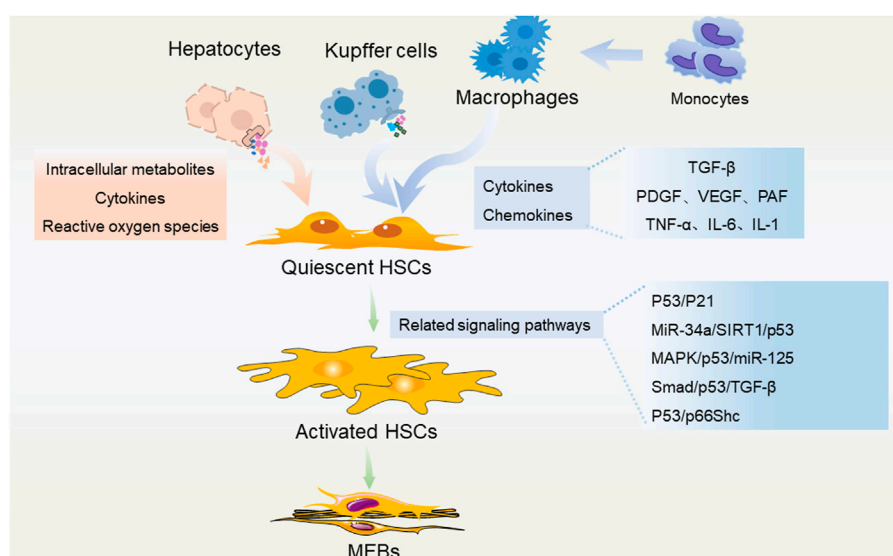 Hepatocytes
Kupffer cells
Macrophages
Monocytes
Intracellular metabolites
Cytokines
Reactive oxygen species
Cytokines
Chemokines
TGF-β
PDGF、VEGF、PAF
TNF-α、IL-6、IL-1
Quiescent HSCs
Related signaling pathways
P53/P21
MiR-34a/SIRT1/p53
MAPK/p53/miR-125
Smad/p53/TGF-β
P53/p66Shc
Activated HSCs
MFBs